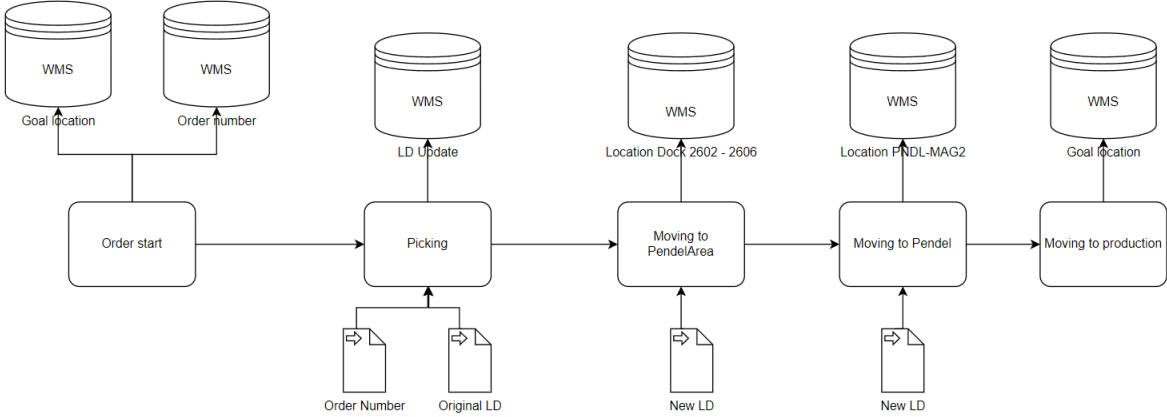 WMS
WMS
WMS
WMS
WMS
WMS
Goal location
Order number
LD Update
Location Dock 2602 - 2606
Location PNDL-MAG2
Goal location
Order start
Picking
Moving to
PendelArea
Moving to Pendel
Moving to production
Order Number
Original LD
New LD
New LD